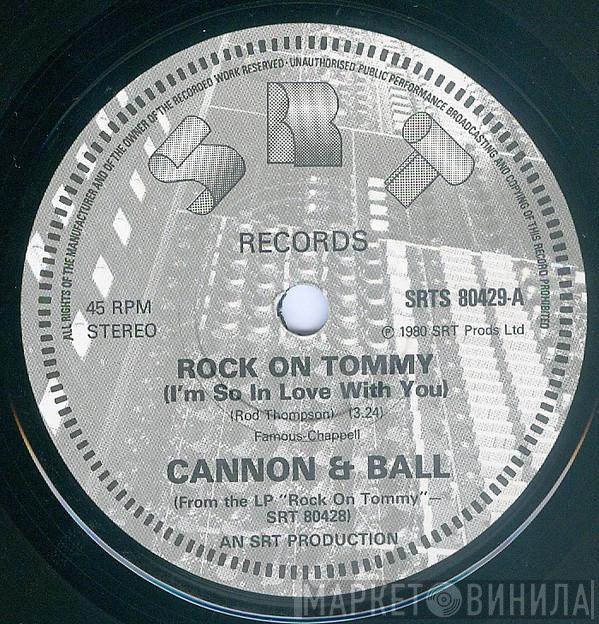 ALL RIGHTS OF THE MANUFACTURER AND OF THE OWNER OF THE RECORDED WORK RESERVED · UNAUTHORISED PUBLIC PERFORMANCE BROADCASTING AND COPYING OF THIS RECORD PROHIBITED
SRT
RECORDS
45 RPM
STEREO
SRTS 80429-A
℗ 1980 SRT Prods Ltd
ROCK ON TOMMY
(I'm So In Love With You)
(Rod Thompson) (3.24)
Famous-Chappell
CANNON & BALL
(From the LP "Rock On Tommy"—
SRT 80428)
AN SRT PRODUCTION
МАРКЕТ ВИНИЛА